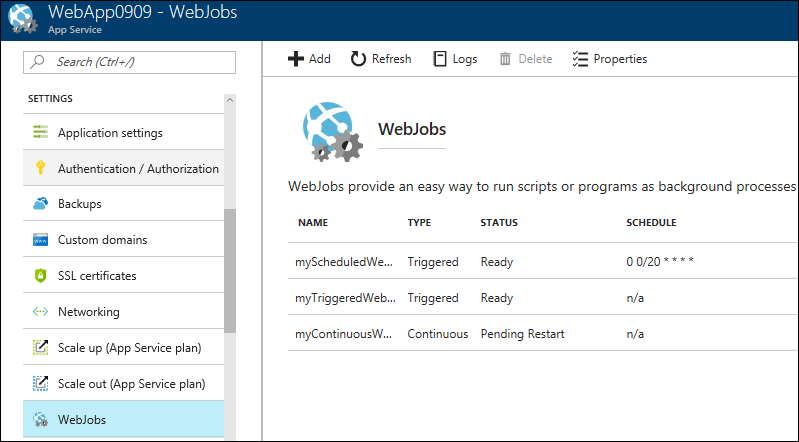 WebApp0909 - WebJobs
App Service
Search (Ctrl+/)
SETTINGS
Application settings
Authentication / Authorization
Backups
Custom domains
SSL certificates
Networking
Scale up (App Service plan)
Scale out (App Service plan)
WebJobs
Add Refresh Logs Delete Properties
WebJobs
WebJobs provide an easy way to run scripts or programs as background processes
NAME TYPE STATUS SCHEDULE
myScheduledWe... Triggered Ready 0 0/20 * * * *
myTriggeredWeb... Triggered Ready n/a
myContinuousW... Continuous Pending Restart n/a